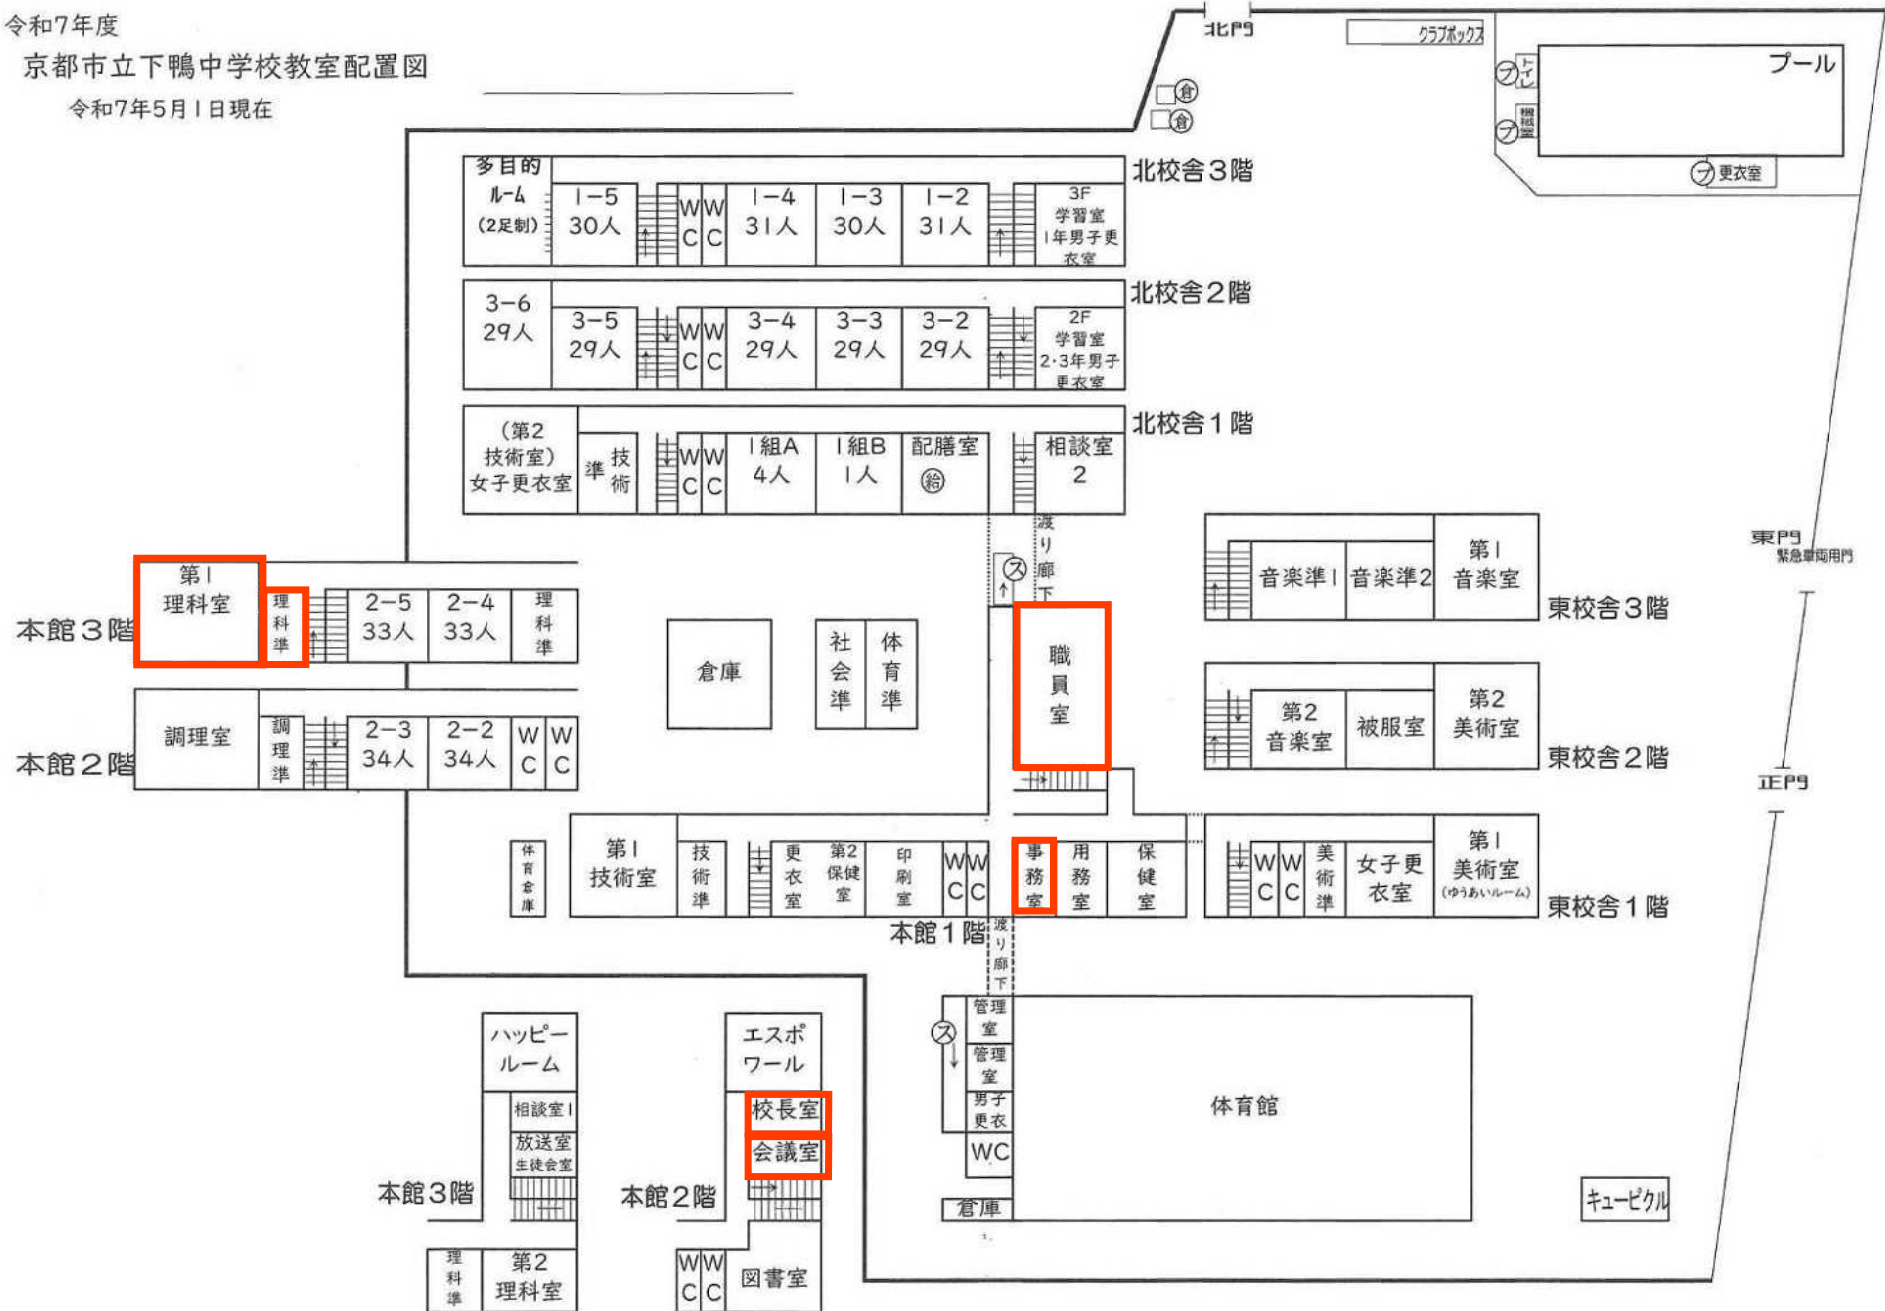 令和7年度
京都市立下鴨中学校教室配置図
令和7年5月1日現在
北門
クラブボックス
プール
㋫トイレ
㋫機械室
㋫更衣室
倉
倉
北校舎3階
多目的
ルーム
(2足制)
1-5
30人
WC
WC
1-4
31人
1-3
30人
1-2
31人
3F
学習室
1年男子更
衣室
北校舎2階
3-6
29人
3-5
29人
WC
WC
3-4
29人
3-3
29人
3-2
29人
2F
学習室
2・3年男子
更衣室
北校舎1階
(第2
技術室)
女子更衣室
技術準
WC
WC
1組A
4人
1組B
1人
配膳室
給
相談室
2
渡り廊下
ス
東門
緊急車両用門
正門
本館3階
第1
理科室
理科準
2-5
33人
2-4
33人
理科準
倉庫
社会準
体育準
職員室
東校舎3階
音楽準1
音楽準2
第1
音楽室
本館2階
調理室
調理準
2-3
34人
2-2
34人
WC
WC
東校舎2階
第2
音楽室
被服室
第2
美術室
本館1階
体育倉庫
第1
技術室
技術準
更衣室
第2
保健室
印刷室
WC
WC
事務室
用務室
保健室
東校舎1階
WC
WC
美術準
女子更
衣室
第1
美術室
(ゆうあいルーム)
渡り廊下
本館3階
ハッピー
ルーム
相談室1
放送室
生徒会室
理科準
第2
理科室
本館2階
エスポ
ワール
校長室
会議室
WC
WC
図書室
ス
管理室
管理室
男子
更衣
WC
倉庫
体育館
キュービクル